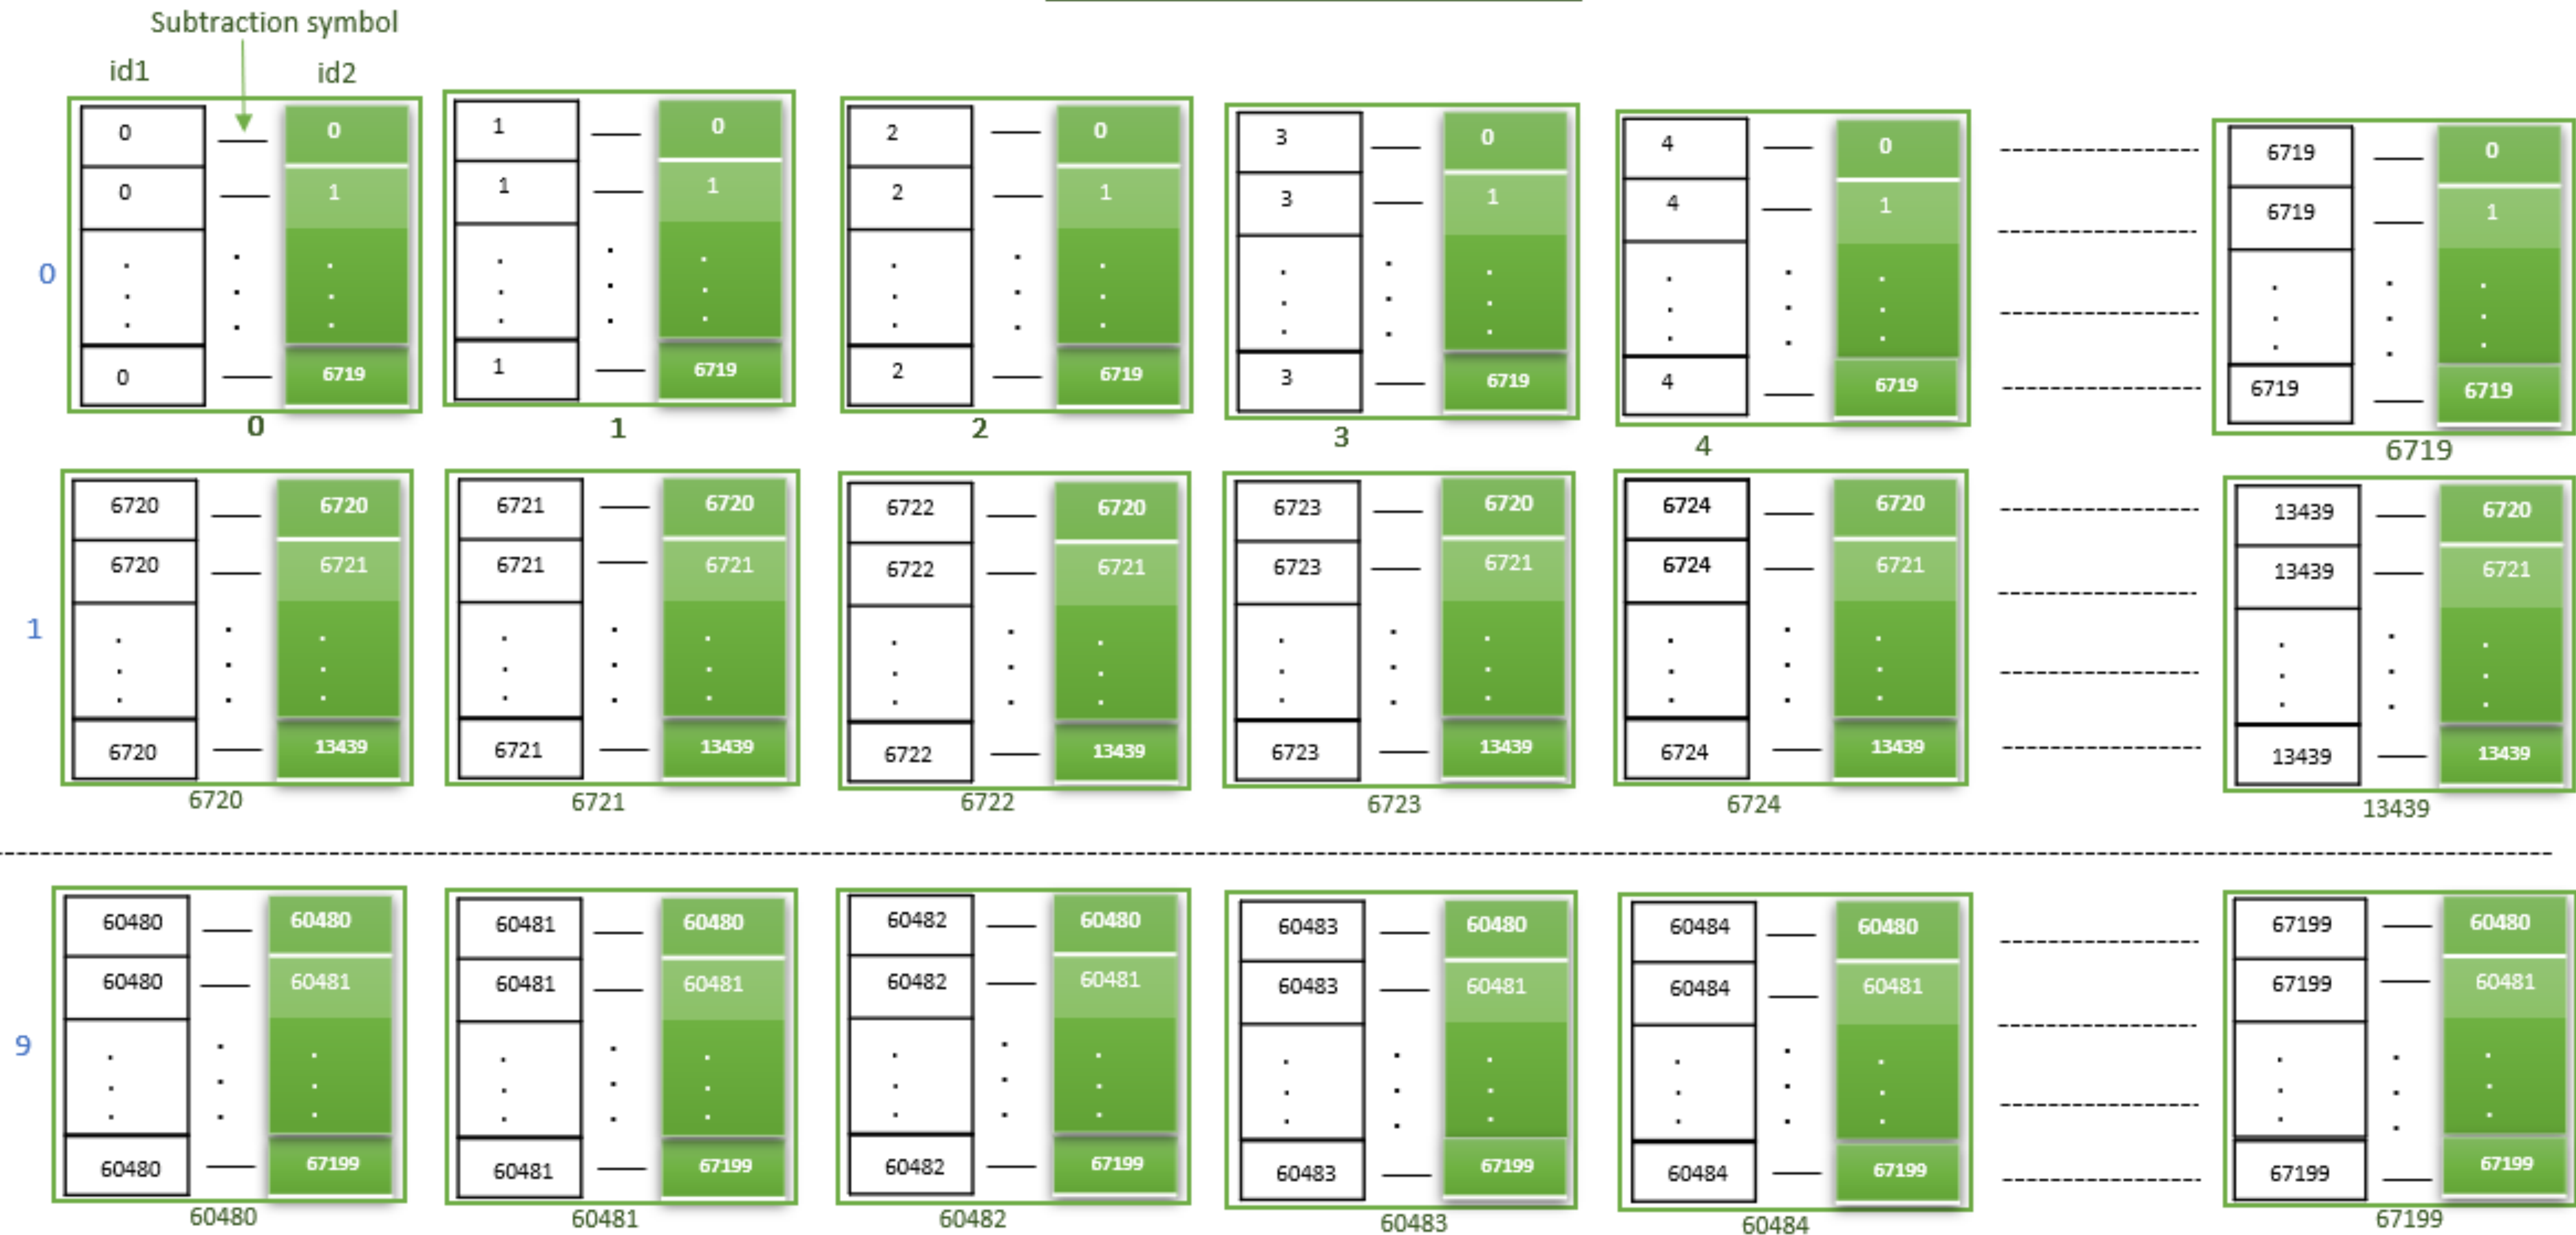 Subtraction symbol
id1 id2
0 0 1 0 2 0 3 0 4 0 6719 0
0 1 1 1 2 1 3 1 4 1 6719 1
0
0 6719 1 6719 2 6719 3 6719 4 6719 6719 6719
0 1 2 3 4 6719
6720 6720 6721 6720 6722 6720 6723 6720 6724 6720 13439 6720
6720 6721 6721 6721 6722 6721 6723 6721 6724 6721 13439 6721
1
6720 13439 6721 13439 6722 13439 6723 13439 6724 13439 13439 13439
6720 6721 6722 6723 6724 13439
60480 60480 60481 60480 60482 60480 60483 60480 60484 60480 67199 60480
60480 60481 60481 60481 60482 60481 60483 60481 60484 60481 67199 60481
9
60480 67199 60481 67199 60482 67199 60483 67199 60484 67199 67199 67199
60480 60481 60482 60483 60484 67199